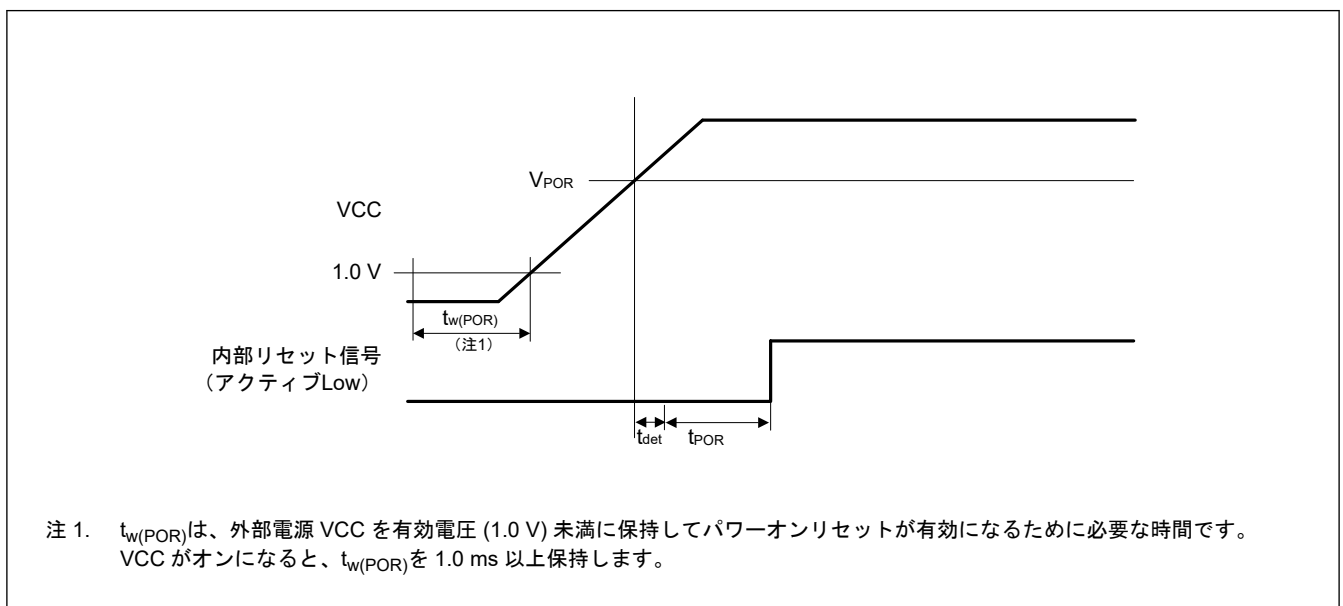 VPOR
VCC
1.0 V
tw(POR)
（注1）
内部リセット信号
（アクティブLow）
tdet
tPOR
注 1. tw(POR)は、外部電源 VCC を有効電圧 (1.0 V) 未満に保持してパワーオンリセットが有効になるために必要な時間です。
VCC がオンになると、tw(POR)を 1.0 ms 以上保持します。